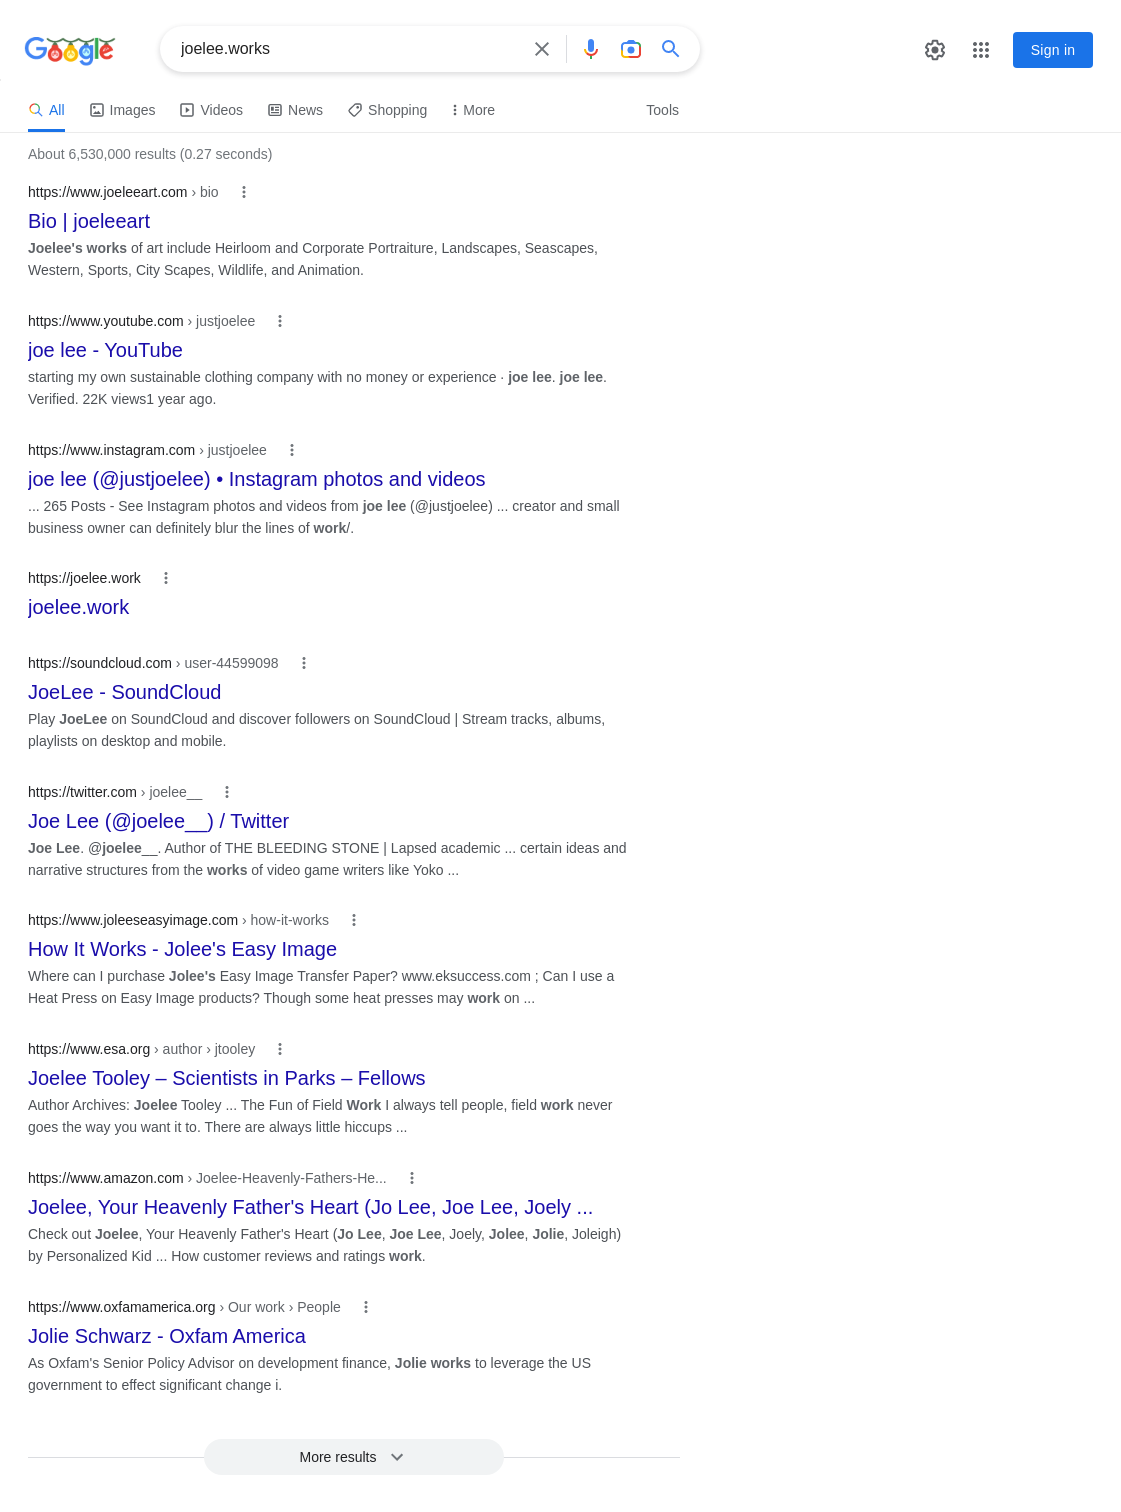 Google
joelee.works
Sign in
All Images Videos News Shopping More Tools
About 6,530,000 results (0.27 seconds)
https://www.joeleeart.com › bio
Bio | joeleeart
Joelee's works of art include Heirloom and Corporate Portraiture, Landscapes, Seascapes,
Western, Sports, City Scapes, Wildlife, and Animation.
https://www.youtube.com › justjoelee
joe lee - YouTube
starting my own sustainable clothing company with no money or experience · joe lee. joe lee.
Verified. 22K views1 year ago.
https://www.instagram.com › justjoelee
joe lee (@justjoelee) • Instagram photos and videos
... 265 Posts - See Instagram photos and videos from joe lee (@justjoelee) ... creator and small
business owner can definitely blur the lines of work/.
https://joelee.work
joelee.work
https://soundcloud.com › user-44599098
JoeLee - SoundCloud
Play JoeLee on SoundCloud and discover followers on SoundCloud | Stream tracks, albums,
playlists on desktop and mobile.
https://twitter.com › joelee__
Joe Lee (@joelee__) / Twitter
Joe Lee. @joelee__. Author of THE BLEEDING STONE | Lapsed academic ... certain ideas and
narrative structures from the works of video game writers like Yoko ...
https://www.joleeseasyimage.com › how-it-works
How It Works - Jolee's Easy Image
Where can I purchase Jolee's Easy Image Transfer Paper? www.eksuccess.com ; Can I use a
Heat Press on Easy Image products? Though some heat presses may work on ...
https://www.esa.org › author › jtooley
Joelee Tooley – Scientists in Parks – Fellows
Author Archives: Joelee Tooley ... The Fun of Field Work I always tell people, field work never
goes the way you want it to. There are always little hiccups ...
https://www.amazon.com › Joelee-Heavenly-Fathers-He...
Joelee, Your Heavenly Father's Heart (Jo Lee, Joe Lee, Joely ...
Check out Joelee, Your Heavenly Father's Heart (Jo Lee, Joe Lee, Joely, Jolee, Jolie, Joleigh)
by Personalized Kid ... How customer reviews and ratings work.
https://www.oxfamamerica.org › Our work › People
Jolie Schwarz - Oxfam America
As Oxfam's Senior Policy Advisor on development finance, Jolie works to leverage the US
government to effect significant change i.
More results